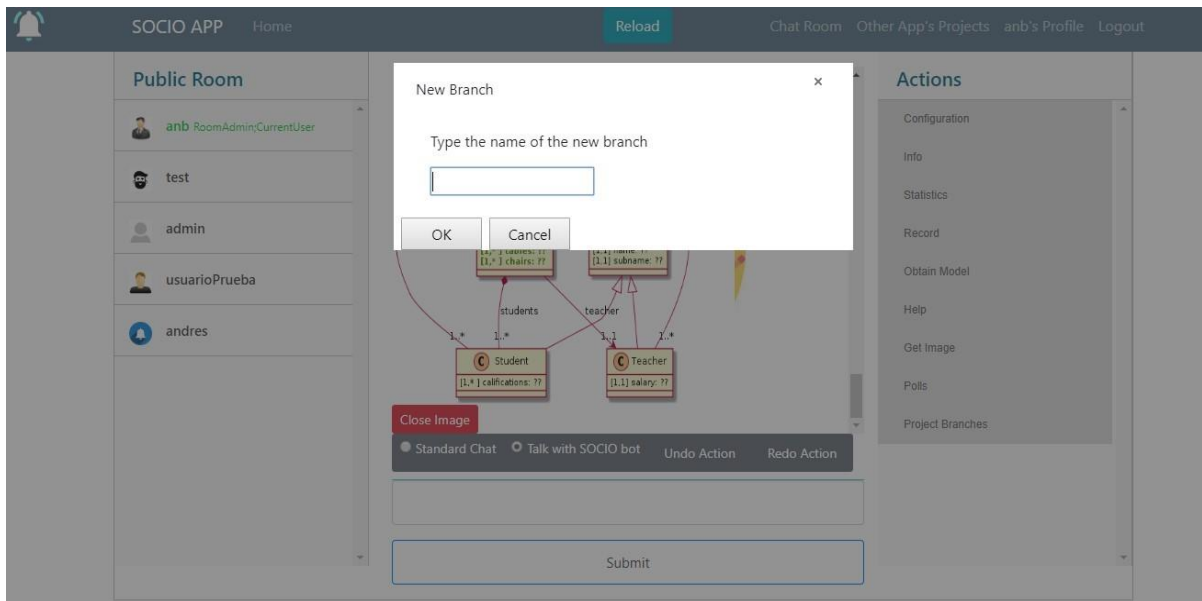 SOCIO APP Home Reload Chat Room Other App's Projects anb's Profile Logout
Public Room
anb RoomAdmin;CurrentUser
test
admin
usuarioPrueba
andres
New Branch ×
Type the name of the new branch
OK Cancel
[1,* ] chairs: ??
[1,1] subname: ??
students teacher
1..* 1..* 1..1 1..*
C Student C Teacher
[1,* ] califications: ?? [1,1] salary: ??
Close Image
Standard Chat Talk with SOCIO bot Undo Action Redo Action
Submit
Actions
Configuration
Info
Statistics
Record
Obtain Model
Help
Get Image
Polls
Project Branches